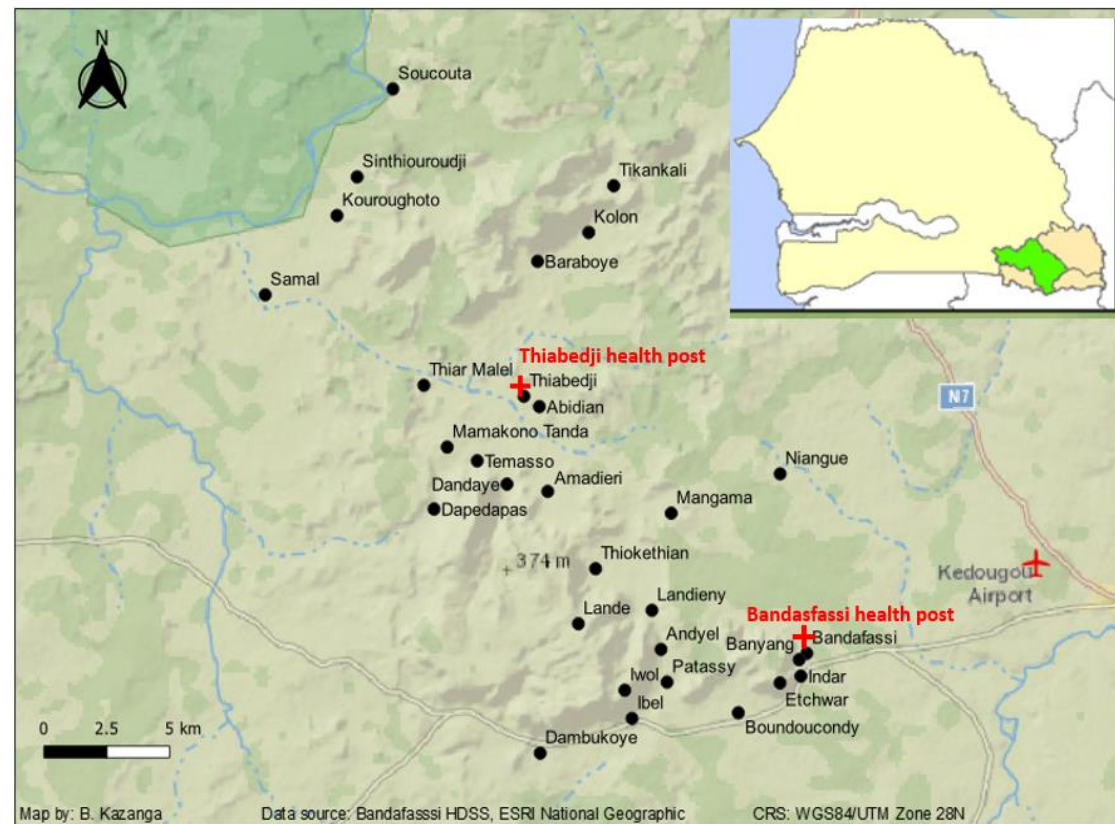 N
Soucouta
Sinthiouroudji
Tikankali
Kouroughoto
Kolon
Baraboye
Samal
Thiabedji health post
Thiar Malel
Thiabedji
N7
Abidian
Mamakono Tanda
Temasso
Niangue
Dandaye
Amadieri
Mangama
Dapedapas
374 m
Thiokethian
Kedougou
Airport
Landieny
Lande
Bandasfassi health post
Andyel
Banyang
Bandafassi
Patassy
Iwol
Indar
Ibel
Etchwar
Boundoucondy
0 2.5 5 km
Dambukoye
Map by: B. Kazanga Data source: Bandafasssi HDSS, ESRI National Geographic CRS: WGS84/UTM Zone 28N